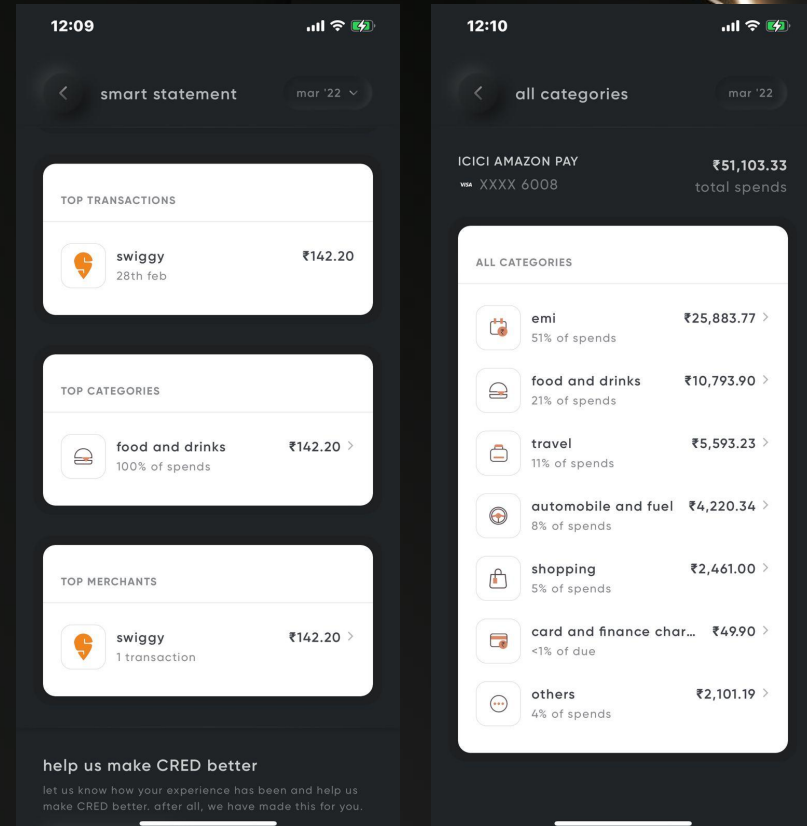 12:09
smart statement
mar '22
TOP TRANSACTIONS
swiggy
₹142.20
28th feb
TOP CATEGORIES
food and drinks
₹142.20
100% of spends
TOP MERCHANTS
swiggy
₹142.20
1 transaction
help us make CRED better
let us know how your experience has been and help us
make CRED better. after all, we have made this for you.
12:10
all categories
mar '22
ICICI AMAZON PAY
₹51,103.33
VISA XXXX 6008
total spends
ALL CATEGORIES
emi
₹25,883.77
51% of spends
food and drinks
₹10,793.90
21% of spends
travel
₹5,593.23
11% of spends
automobile and fuel
₹4,220.34
8% of spends
shopping
₹2,461.00
5% of spends
card and finance char...
₹49.90
<1% of due
others
₹2,101.19
4% of spends